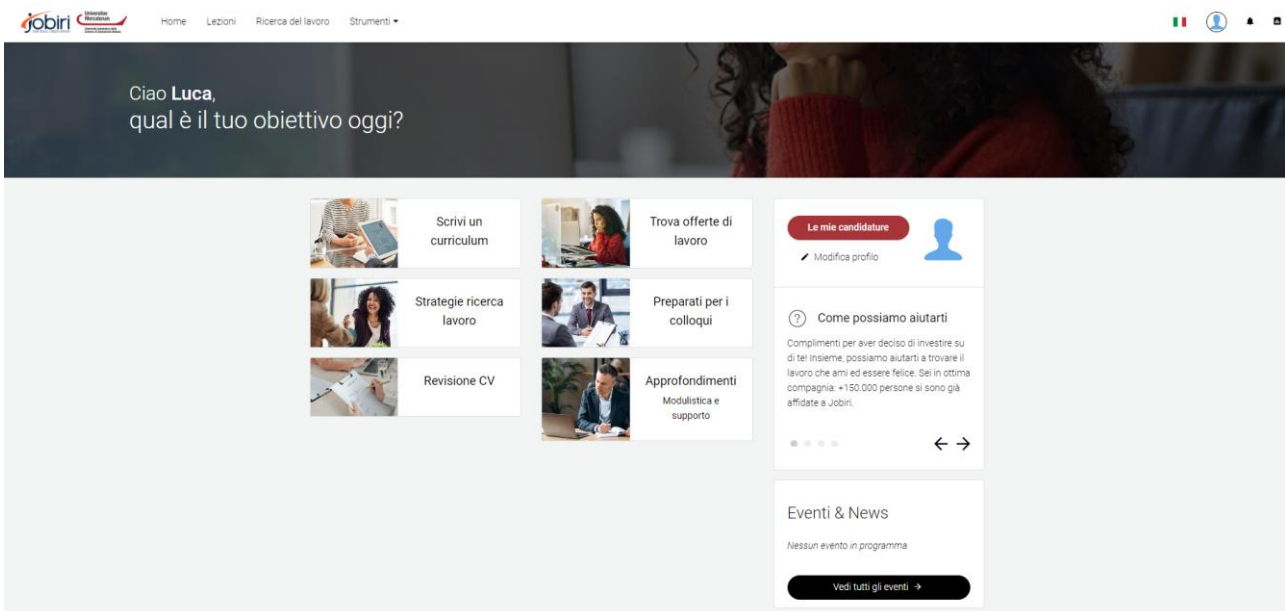 jobiri
Universitas
Mercatorum
Home
Lezioni
Ricerca del lavoro
Strumenti
Ciao Luca,
qual è il tuo obiettivo oggi?
Scrivi un
curriculum
Trova offerte di
lavoro
Strategie ricerca
lavoro
Preparati per i
colloqui
Revisione CV
Approfondimenti
Modulistica e
supporto
Le mie candidature
Modifica profilo
? Come possiamo aiutarti
Complimenti per aver deciso di investire su
di te! Insieme, possiamo aiutarti a trovare il
lavoro che ami ed essere felice. Sei in ottima
compagnia: +150.000 persone si sono già
affidate a Jobiri.
Eventi & News
Nessun evento in programma
Vedi tutti gli eventi →